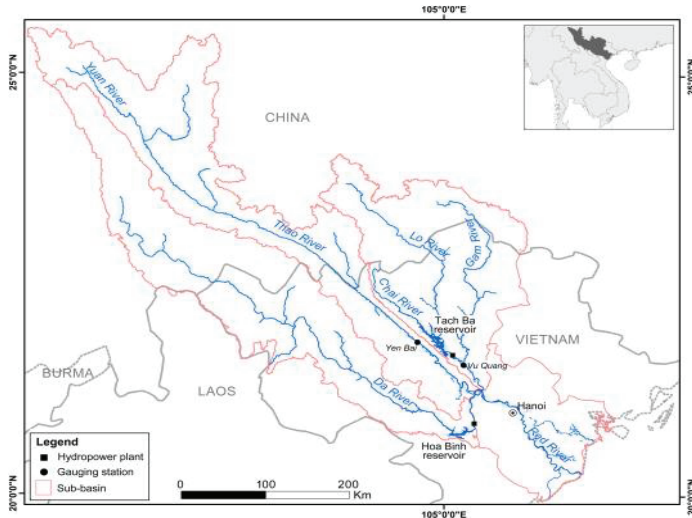 105°0'0"E
25°0'0"N
Yuan River
CHINA
Thao River
Lo River
Gam River
Chai River
Tach Ba
reservoir
VIETNAM
Yen Bai
Vu Quang
BURMA
LAOS
Da River
Hanoi
Red River
Hoa Binh
reservoir
Legend
Hydropower plant
Gauging station
Sub-basin
0
100
200
Km
20°0'0"N
105°0'0"E